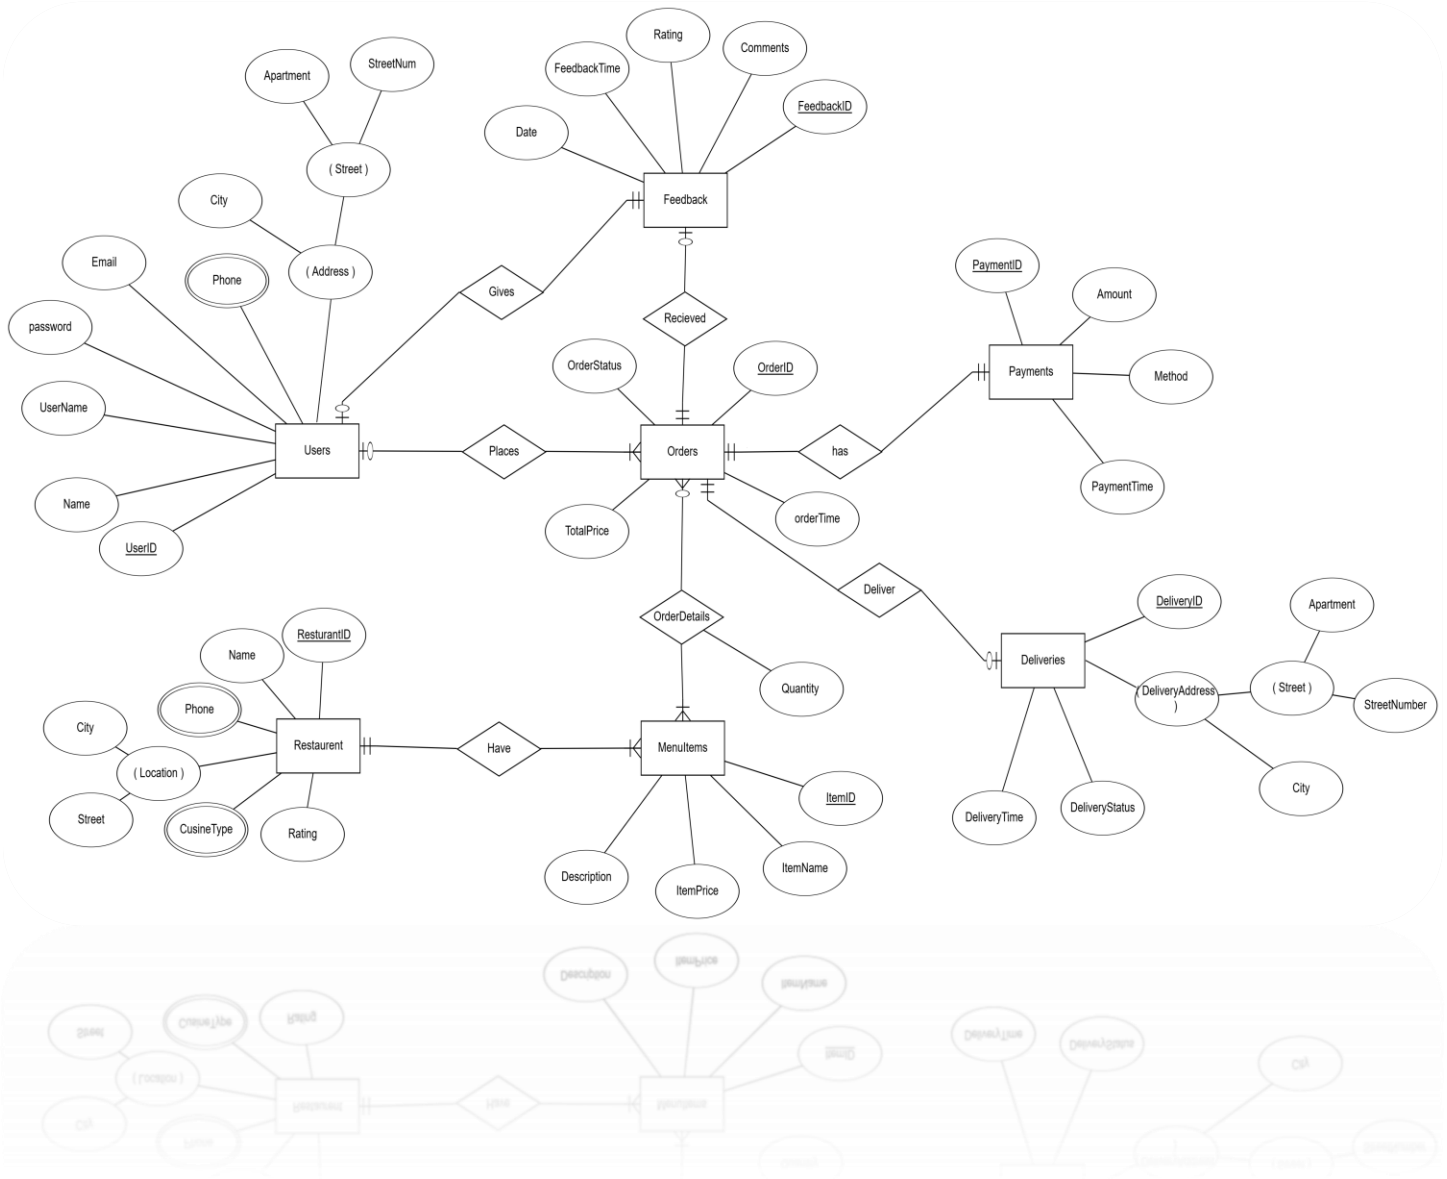 Rating
Comments
StreetNum
FeedbackTime
Apartment
FeedbackID
Date
( Street )
City
Feedback
Email
Phone
( Address )
PaymentID
Gives
Amount
Recieved
password
OrderStatus
OrderID
Payments
Method
UserName
Users
Places
Orders
has
PaymentTime
Name
TotalPrice
orderTime
UserID
Deliver
DeliveryID
Apartment
OrderDetails
ResturantID
Name
Deliveries
Quantity
( DeliveryAddress
)
( Street )
StreetNumber
Phone
City
Restaurent
Have
MenuItems
( Location )
City
ItemID
Street
CusineType
Rating
DeliveryTime
DeliveryStatus
Description
ItemPrice
ItemName